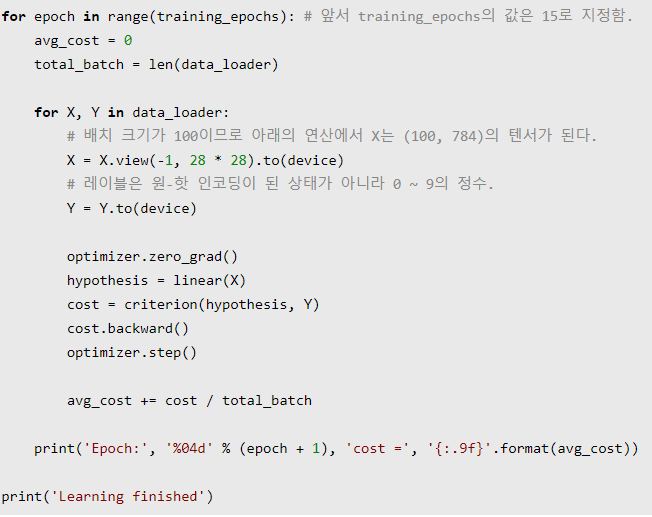 for epoch in range(training_epochs): # 앞서 training_epochs의 값은 15로 지정함.
    avg_cost = 0
    total_batch = len(data_loader)

    for X, Y in data_loader:
        # 배치 크기가 100이므로 아래의 연산에서 X는 (100, 784)의 텐서가 된다.
        X = X.view(-1, 28 * 28).to(device)
        # 레이블은 원-핫 인코딩이 된 상태가 아니라 0 ~ 9의 정수.
        Y = Y.to(device)

        optimizer.zero_grad()
        hypothesis = linear(X)
        cost = criterion(hypothesis, Y)
        cost.backward()
        optimizer.step()

        avg_cost += cost / total_batch

    print('Epoch:', '%04d' % (epoch + 1), 'cost =', '{:.9f}'.format(avg_cost))

print('Learning finished')